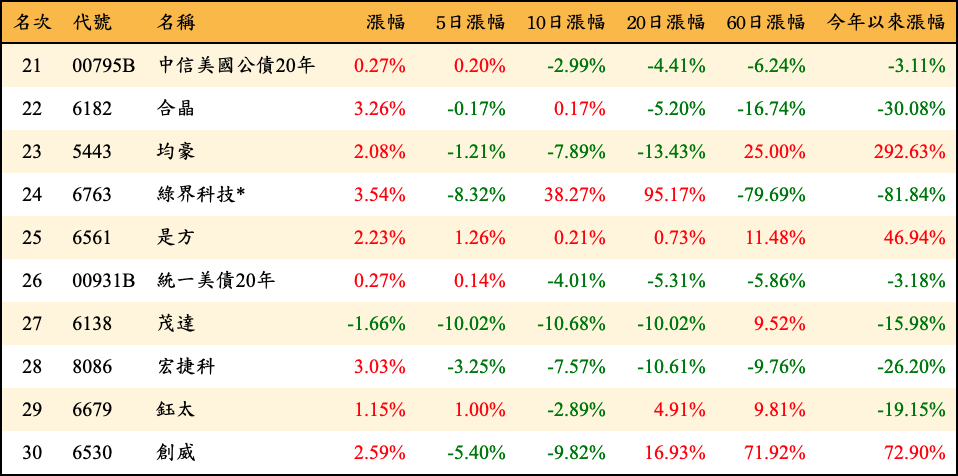 名次 代號 名稱 漲幅 5日漲幅 10日漲幅 20日漲幅 60日漲幅 今年以來漲幅
21 00795B 中信美國公債20年 0.27% 0.20% -2.99% -4.41% -6.24% -3.11%
22 6182 合晶 3.26% -0.17% 0.17% -5.20% -16.74% -30.08%
23 5443 均豪 2.08% -1.21% -7.89% -13.43% 25.00% 292.63%
24 6763 綠界科技* 3.54% -8.32% 38.27% 95.17% -79.69% -81.84%
25 6561 是方 2.23% 1.26% 0.21% 0.73% 11.48% 46.94%
26 00931B 統一美債20年 0.27% 0.14% -4.01% -5.31% -5.86% -3.18%
27 6138 茂達 -1.66% -10.02% -10.68% -10.02% 9.52% -15.98%
28 8086 宏捷科 3.03% -3.25% -7.57% -10.61% -9.76% -26.20%
29 6679 鈺太 1.15% 1.00% -2.89% 4.91% 9.81% -19.15%
30 6530 創威 2.59% -5.40% -9.82% 16.93% 71.92% 72.90%